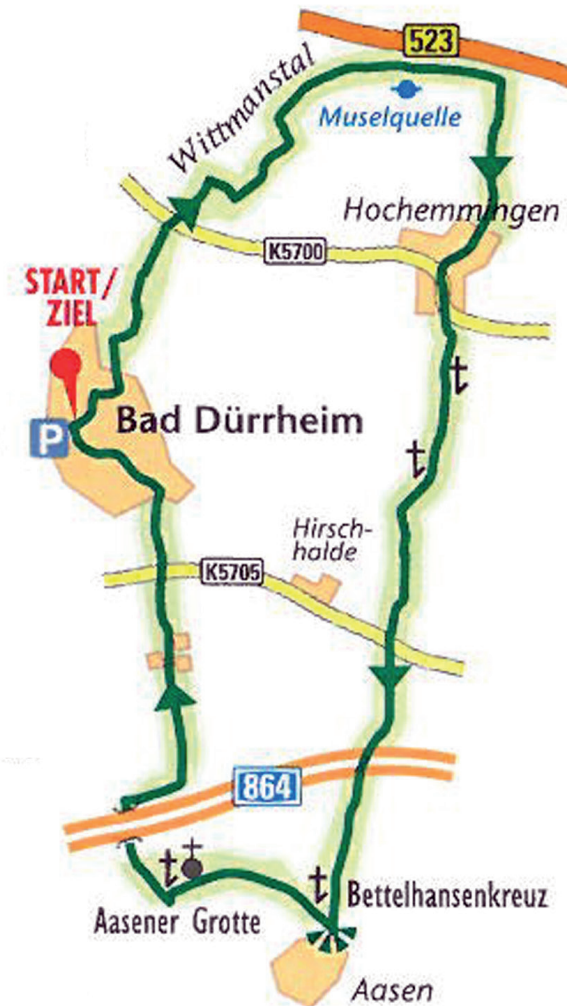 523
Wittmanstal
Muselquelle
Hochemmingen
K5700
START/
ZIEL
P
Bad Dürrheim
Hirsch-
halde
K5705
864
Bettelhansenkreuz
Aasener Grotte
Aasen